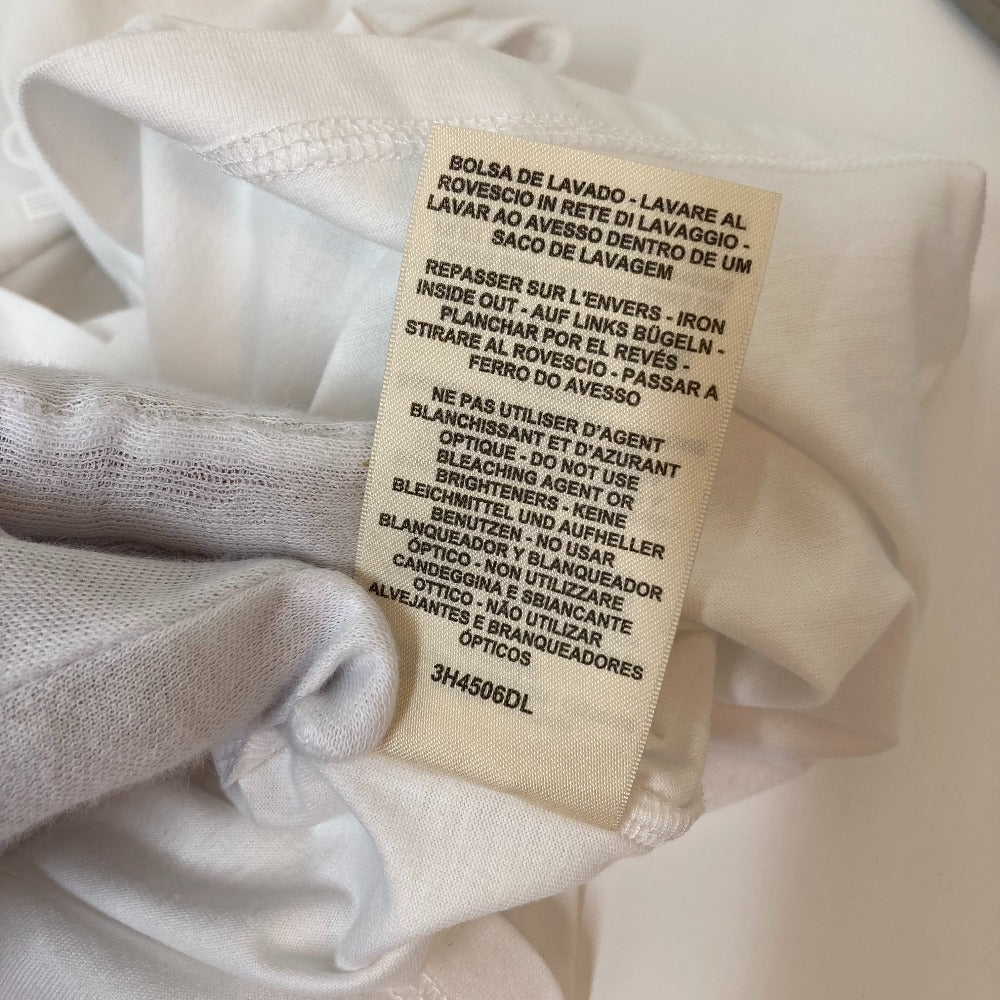 BOLSA DE LAVADO - LAVARE AL
ROVESCIO IN RETE DI LAVAGGIO -
LAVAR AO AVESSO DENTRO DE UM
SACO DE LAVAGEM
REPASSER SUR L'ENVERS - IRON
INSIDE OUT - AUF LINKS BÜGELN -
PLANCHAR POR EL REVÉS -
STIRARE AL ROVESCIO - PASSAR A
FERRO DO AVESSO
NE PAS UTILISER D'AGENT
BLANCHISSANT ET D'AZURANT
OPTIQUE - DO NOT USE
BLEACHING AGENT OR
BRIGHTENERS - KEINE
BLEICHMITTEL UND AUFHELLER
BENUTZEN - NO USAR
BLANQUEADOR Y BLANQUEADOR
ÓPTICO - NON UTILIZZARE
CANDEGGINA E SBIANCANTE
OTTICO - NÃO UTILIZAR
ALVEJANTES E BRANQUEADORES
ÓPTICOS
3H4506DL